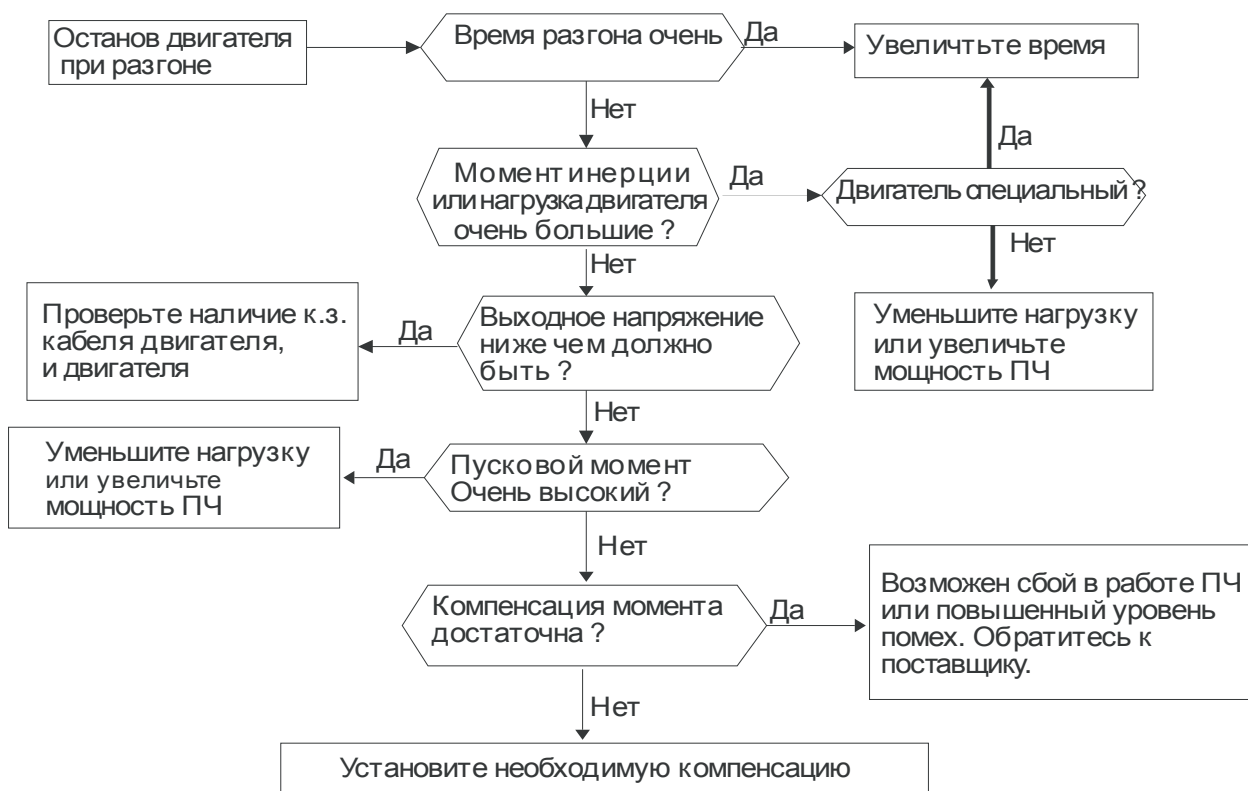 Останов двигателя
при разгоне
Время разгона очень
Да
Увеличтьте время
Нет
Да
Момент инерции
или нагрузка двигателя
очень большие ?
Да
Двигатель специальный ?
Нет
Нет
Проверьте наличие к.з.
кабеля двигателя,
и двигателя
Да
Выходное напряжение
ниже чем должно
быть ?
Уменьшите нагрузку
или увеличьте
мощность ПЧ
Нет
Уменьшите нагрузку
или увеличьте
мощность ПЧ
Да
Пусковой момент
Очень высокий ?
Нет
Компенсация момента
достаточна ?
Да
Возможен сбой в работе ПЧ
или повышенный уровень
помех. Обратитесь к
поставщику.
Нет
Установите необходимую компенсацию